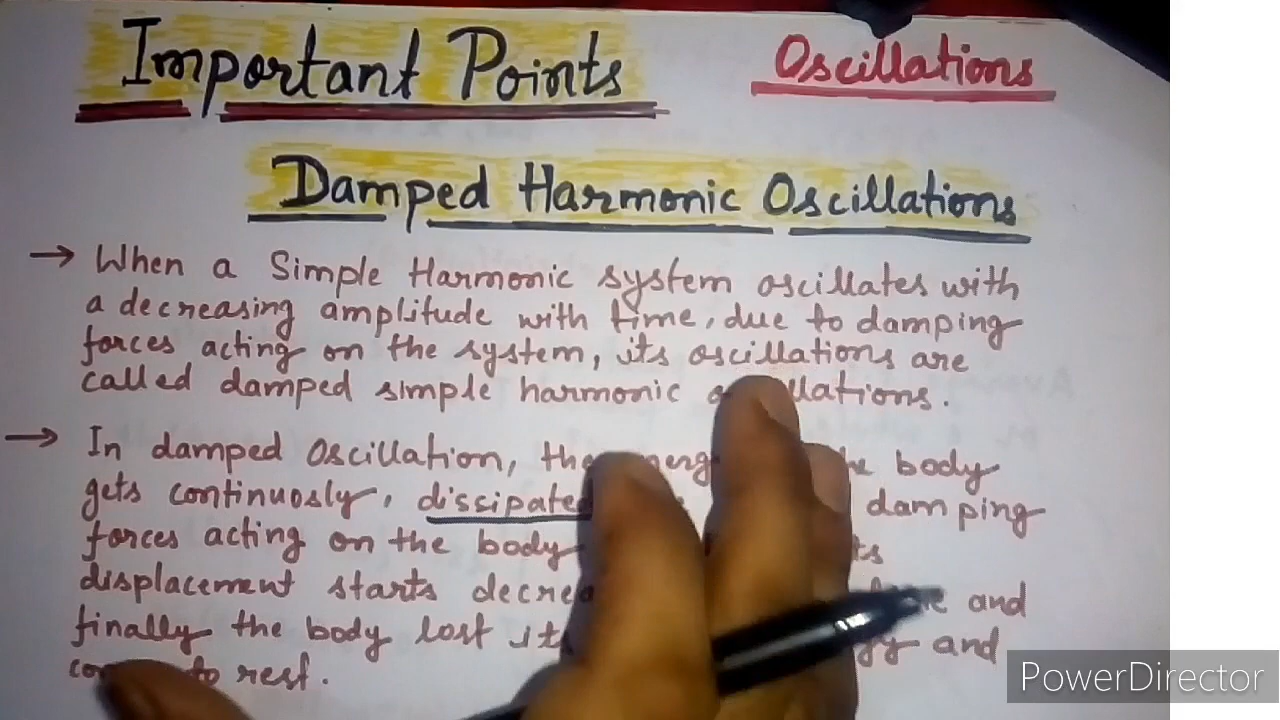 Important Points
Oscillations
Damped Harmonic Oscillations
→ When a Simple Harmonic system oscillates with
a decreasing amplitude with time, due to damping
forces acting on the system, its oscillations are
called damped simple harmonic
→ In damped Oscillation, the body
gets continuosly, dissipated damping
forces acting on the body
displacement starts and
finally the body lost its and
to rest.
PowerDirector